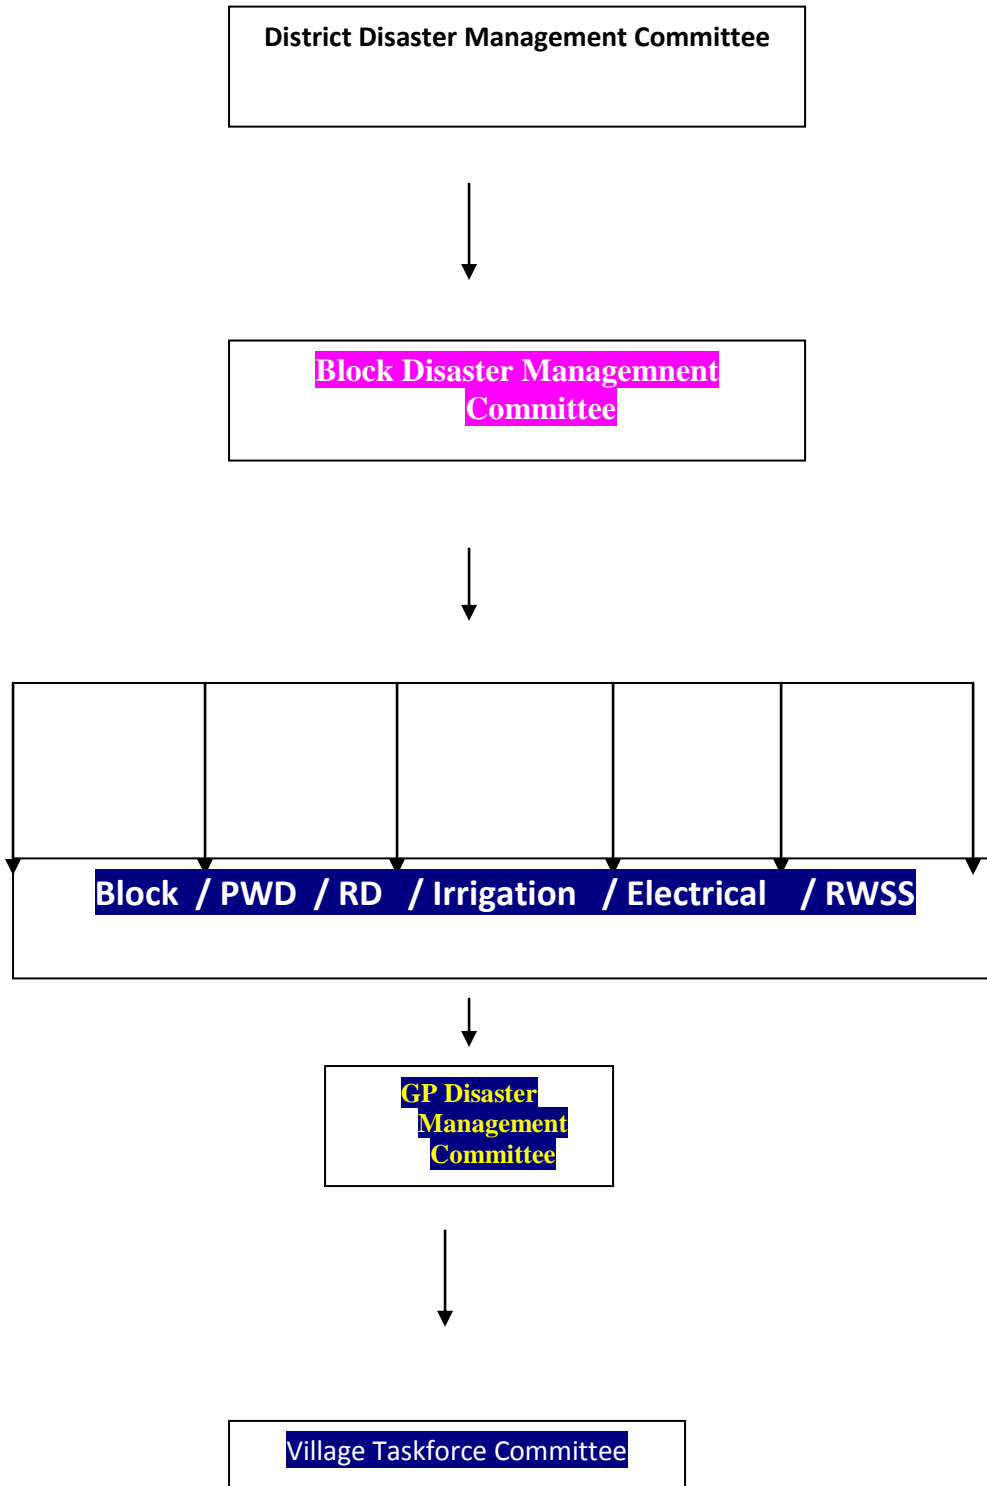 District Disaster Management Committee
Block Disaster Managemnent
Committee
Block / PWD / RD / Irrigation / Electrical / RWSS
GP Disaster
Management
Committee
Village Taskforce Committee